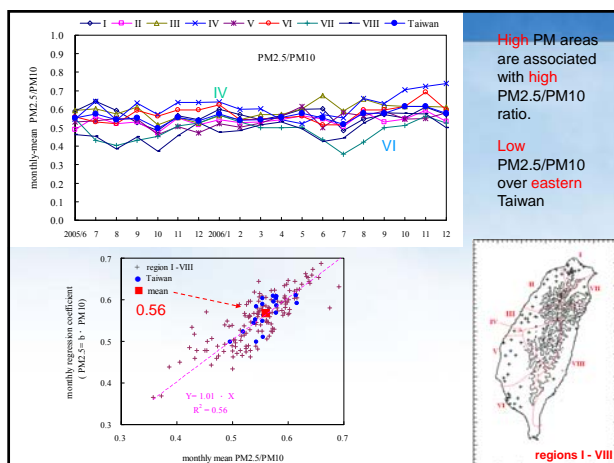 I II III IV V VI VII VIII Taiwan
PM2.5/PM10
monthly-mean PM2.5/PM10
1.0
0.9
0.8
0.7
0.6
0.5
0.4
0.3
0.2
0.1
0.0
IV
VI
2005/6 7 8 9 10 11 12 2006/1 2 3 4 5 6 7 8 9 10 11 12
High PM areas
are associated
with high
PM2.5/PM10
ratio.
Low
PM2.5/PM10
over eastern
Taiwan
monthly regression coefficient
( PM2.5= b · PM10 )
0.7
0.6
0.5
0.4
0.3
region I -VIII
Taiwan
mean
0.56
Y= 1.01 · X
R² = 0.56
0.3 0.4 0.5 0.6 0.7
monthly mean PM2.5/PM10
I
II
VII
III
IV
V
VIII
VI
regions I - VIII